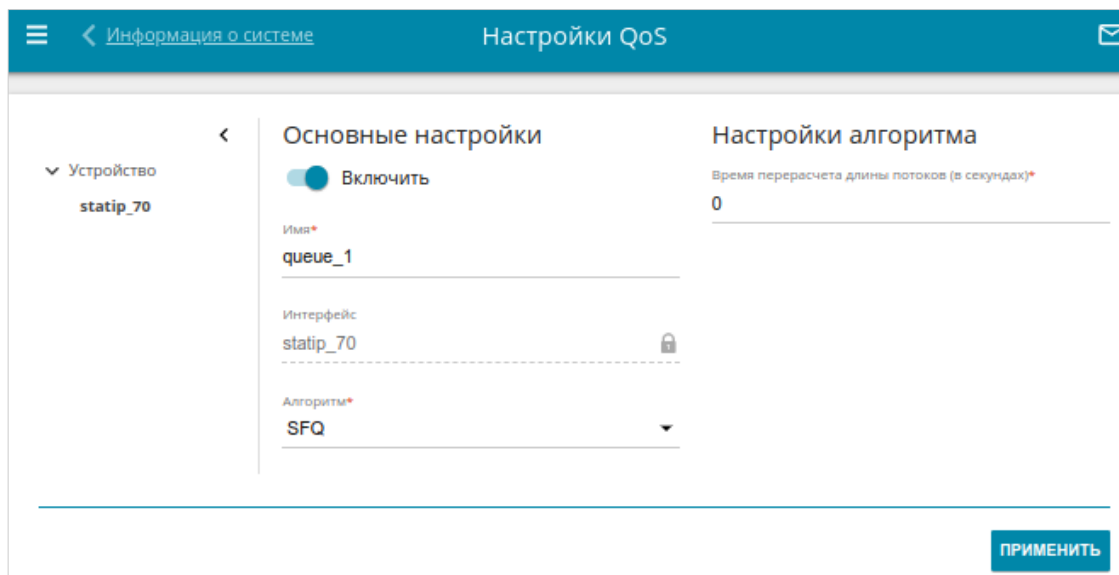 Информация о системе
Настройки QoS
Устройство
statip_70
Основные настройки
Включить
Имя*
queue_1
Интерфейс
statip_70
Алгоритм*
SFQ
Настройки алгоритма
Время перерасчета длины потоков (в секундах)*
0
ПРИМЕНИТЬ